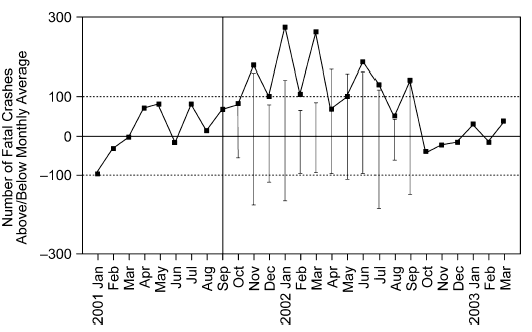 Number of Fatal Crashes
Above/Below Monthly Average
300
100
0
–100
–300
2001 Jan
Feb
Mar
Apr
May
Jun
Jul
Aug
Sep
Oct
Nov
Dec
2002 Jan
Feb
Mar
Apr
May
Jun
Jul
Aug
Sep
Oct
Nov
Dec
2003 Jan
Feb
Mar